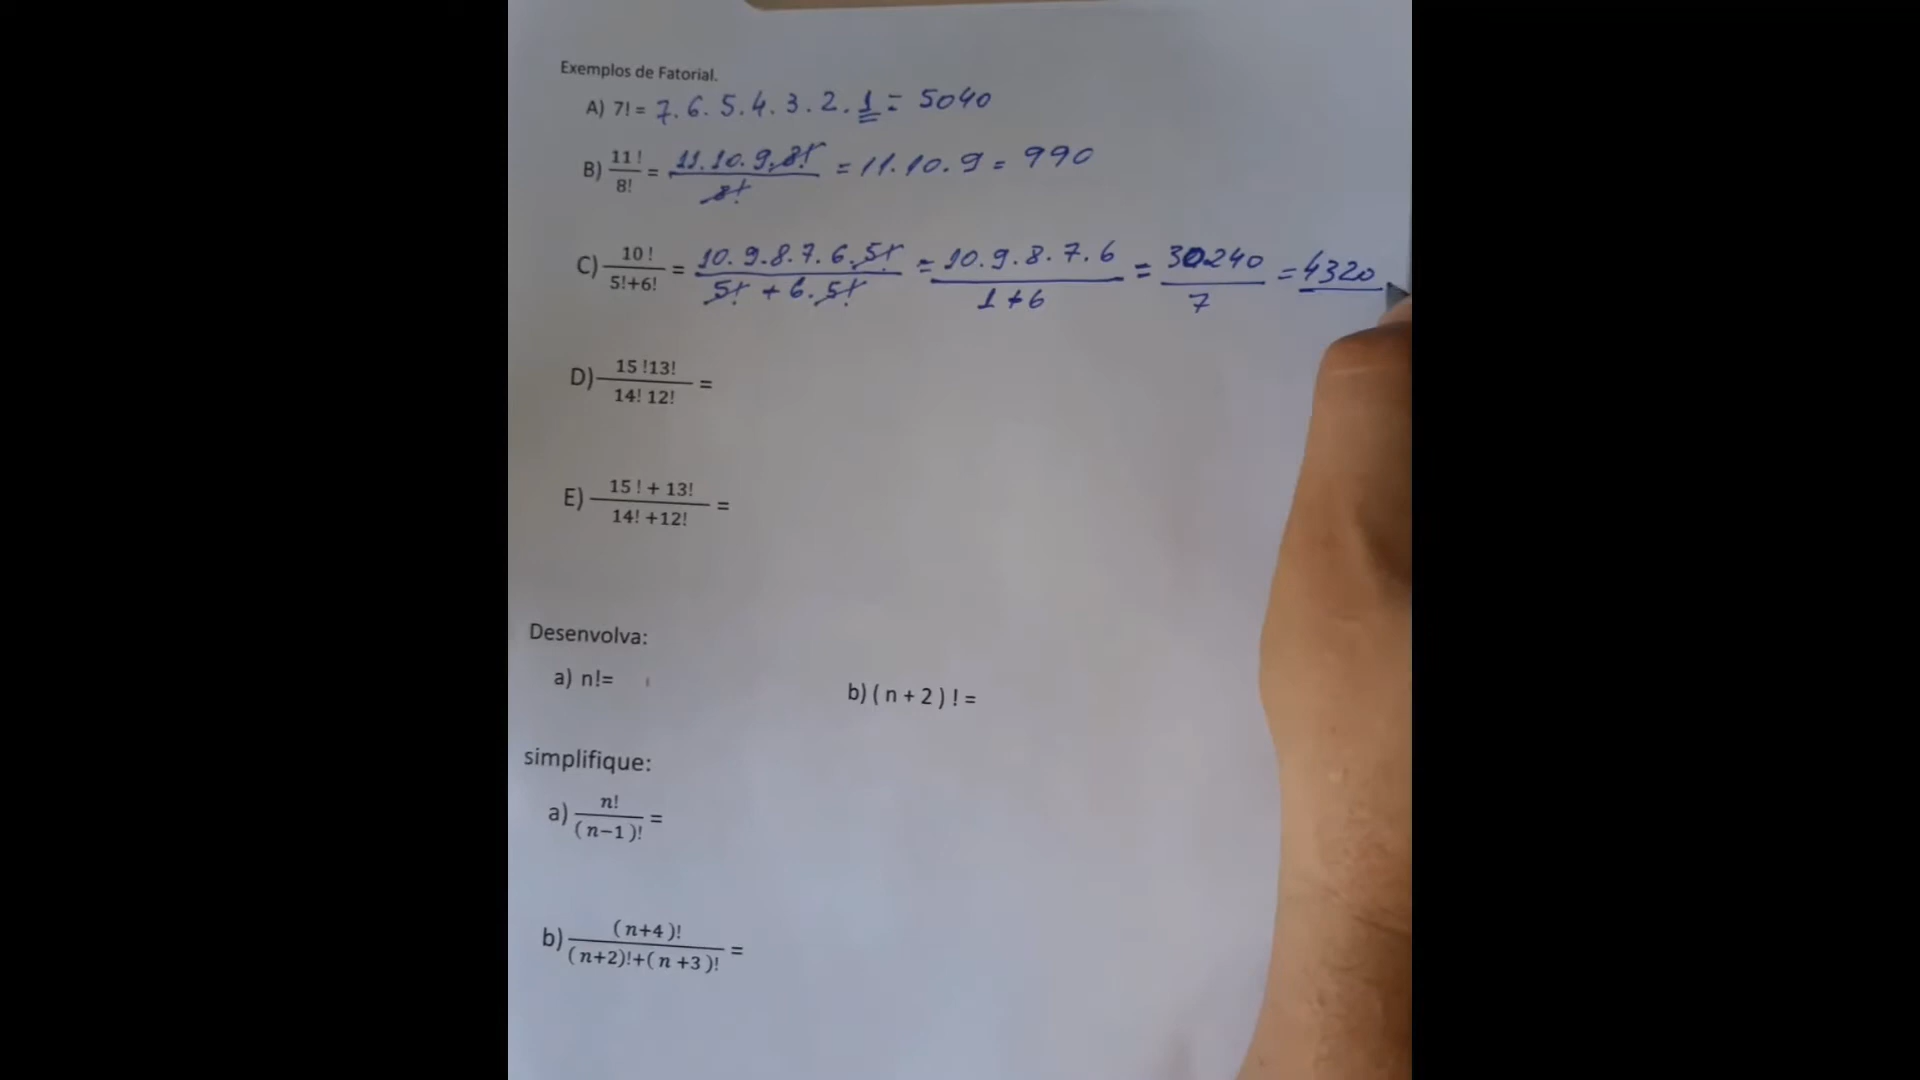 Exemplos de Fatorial.
A) 7! = 7.6.5.4.3.2.1 = 5040
B) 11! / 8! = 11.10.9.8! / 8! = 11.10.9 = 990
C) 10! / 5!+6! = 10.9.8.7.6.5! / 5! + 6.5! = 10.9.8.7.6 / 1+6 = 30240 / 7 = 4320
D) 15!13! / 14! 12! =
E) 15! + 13! / 14! +12! =
Desenvolva:
a) n!= b) ( n + 2 ) ! =
simplifique:
a) n! / (n−1)! =
b) (n+4)! / (n+2)!+(n+3)! =